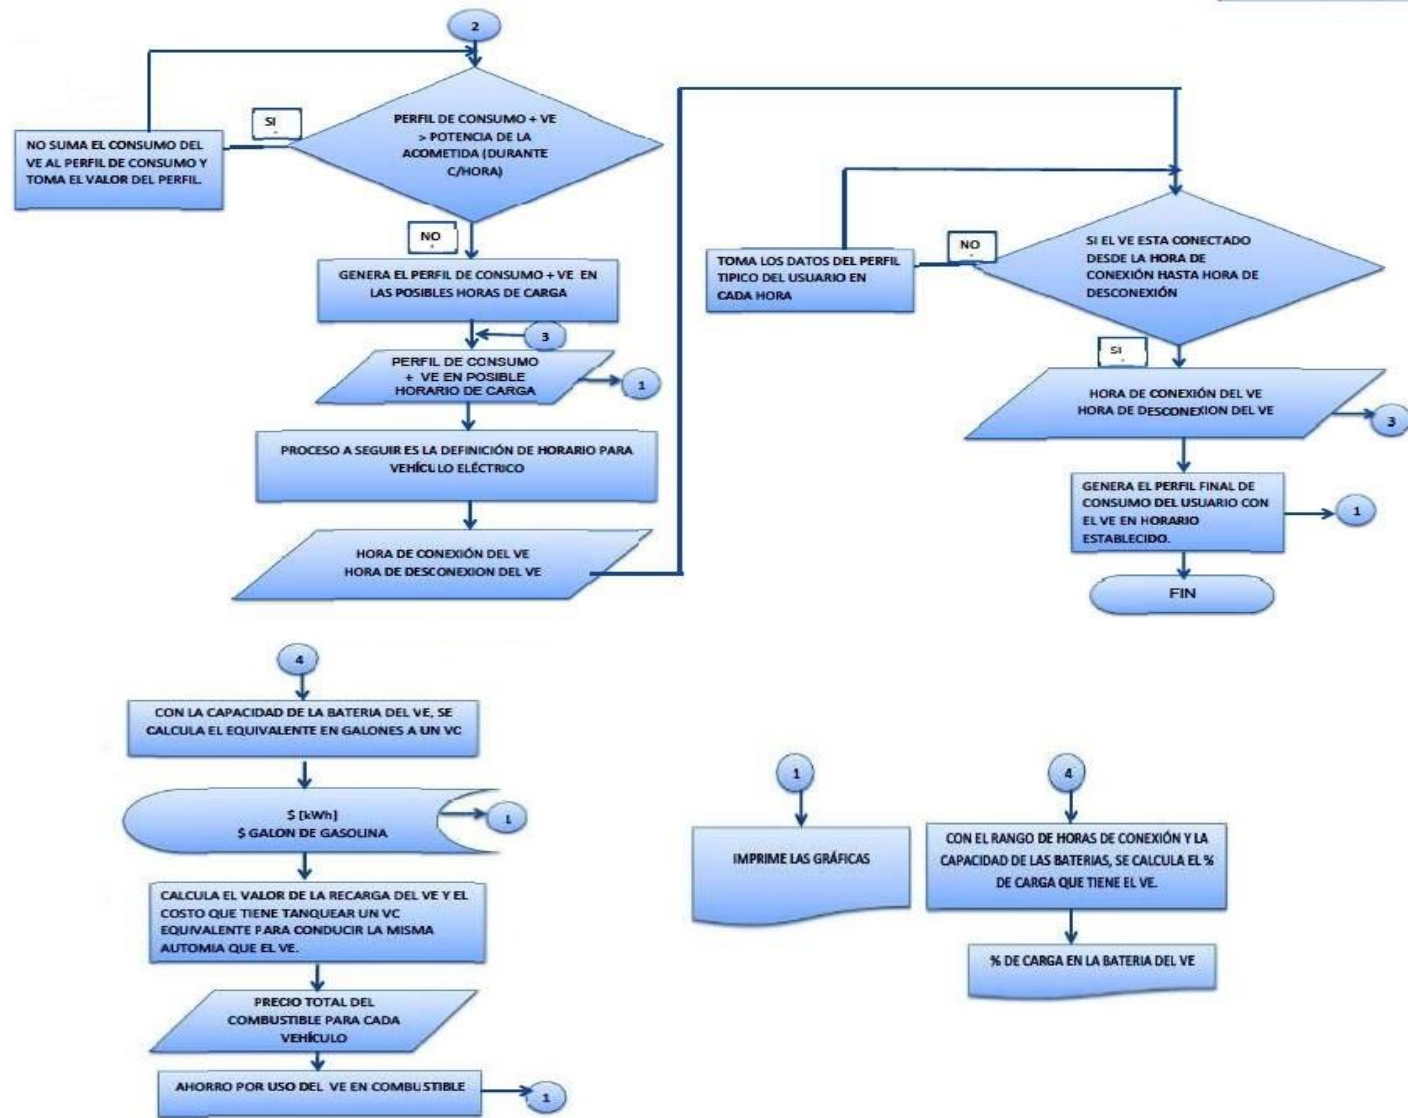 2
SI
PERFIL DE CONSUMO + VE
> POTENCIA DE LA
ACOMETIDA (DURANTE
C/HORA)
NO SUMA EL CONSUMO DEL
VE AL PERFIL DE CONSUMO Y
TOMA EL VALOR DEL PERFIL.
NO
GENERA EL PERFIL DE CONSUMO + VE EN
LAS POSIBLES HORAS DE CARGA
3
PERFIL DE CONSUMO
+ VE EN POSIBLE
HORARIO DE CARGA
1
PROCESO A SEGUIR ES LA DEFINICIÓN DE HORARIO PARA
VEHÍCULO ELÉCTRICO
HORA DE CONEXIÓN DEL VE
HORA DE DESCONEXION DEL VE
SI EL VE ESTA CONECTADO
DESDE LA HORA DE
CONEXIÓN HASTA HORA DE
DESCONEXIÓN
NO
TOMA LOS DATOS DEL PERFIL
TIPICO DEL USUARIO EN
CADA HORA
SI
HORA DE CONEXIÓN DEL VE
HORA DE DESCONEXION DEL VE
3
GENERA EL PERFIL FINAL DE
CONSUMO DEL USUARIO CON
EL VE EN HORARIO
ESTABLECIDO.
1
FIN
4
CON LA CAPACIDAD DE LA BATERIA DEL VE, SE
CALCULA EL EQUIVALENTE EN GALONES A UN VC
$ [kWh]
$ GALON DE GASOLINA
1
CALCULA EL VALOR DE LA RECARGA DEL VE Y EL
COSTO QUE TIENE TANQUEAR UN VC
EQUIVALENTE PARA CONDUCIR LA MISMA
AUTOMIA QUE EL VE.
PRECIO TOTAL DEL
COMBUSTIBLE PARA CADA
VEHÍCULO
AHORRO POR USO DEL VE EN COMBUSTIBLE
1
1
IMPRIME LAS GRÁFICAS
4
CON EL RANGO DE HORAS DE CONEXIÓN Y LA
CAPACIDAD DE LAS BATERIAS, SE CALCULA EL %
DE CARGA QUE TIENE EL VE.
% DE CARGA EN LA BATERIA DEL VE